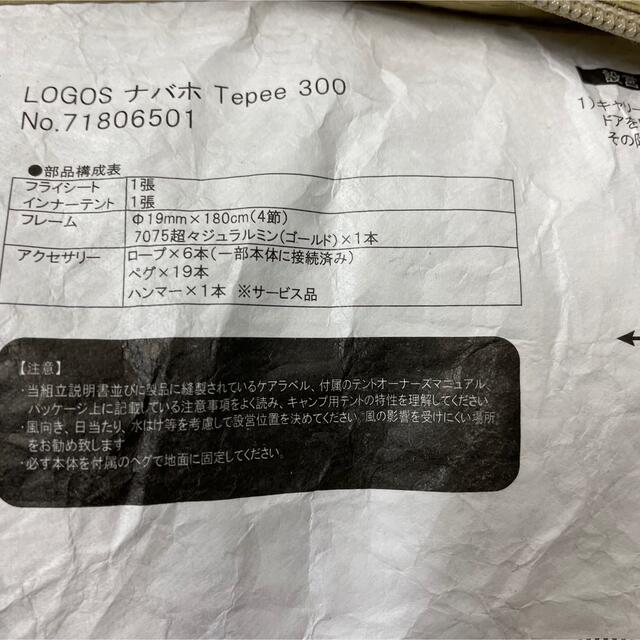 LOGOS ナバホ Tepee 300
No.71806501
●部品構成表
フライシート 1張
インナーテント 1張
フレーム Φ19mm×180cm(4節)
7075超々ジュラルミン(ゴールド)×1本
アクセサリー ロープ×6本(一部本体に接続済み)
ペグ×19本
ハンマー×1本 ※サービス品
【注意】
・当組立説明書並びに製品に縫製されているケアラベル、付属のテントオーナーズマニュアル、
パッケージ上に記載している注意事項をよく読み、キャンプ用テントの特性を理解してください
・風向き、日当たり、水はけ等を考慮して設営位置を決めてください。風の影響を受けにくい場所
をお勧め致します
・必ず本体を付属のペグで地面に固定してください。
設営
1)キャリー
ドアを
その際